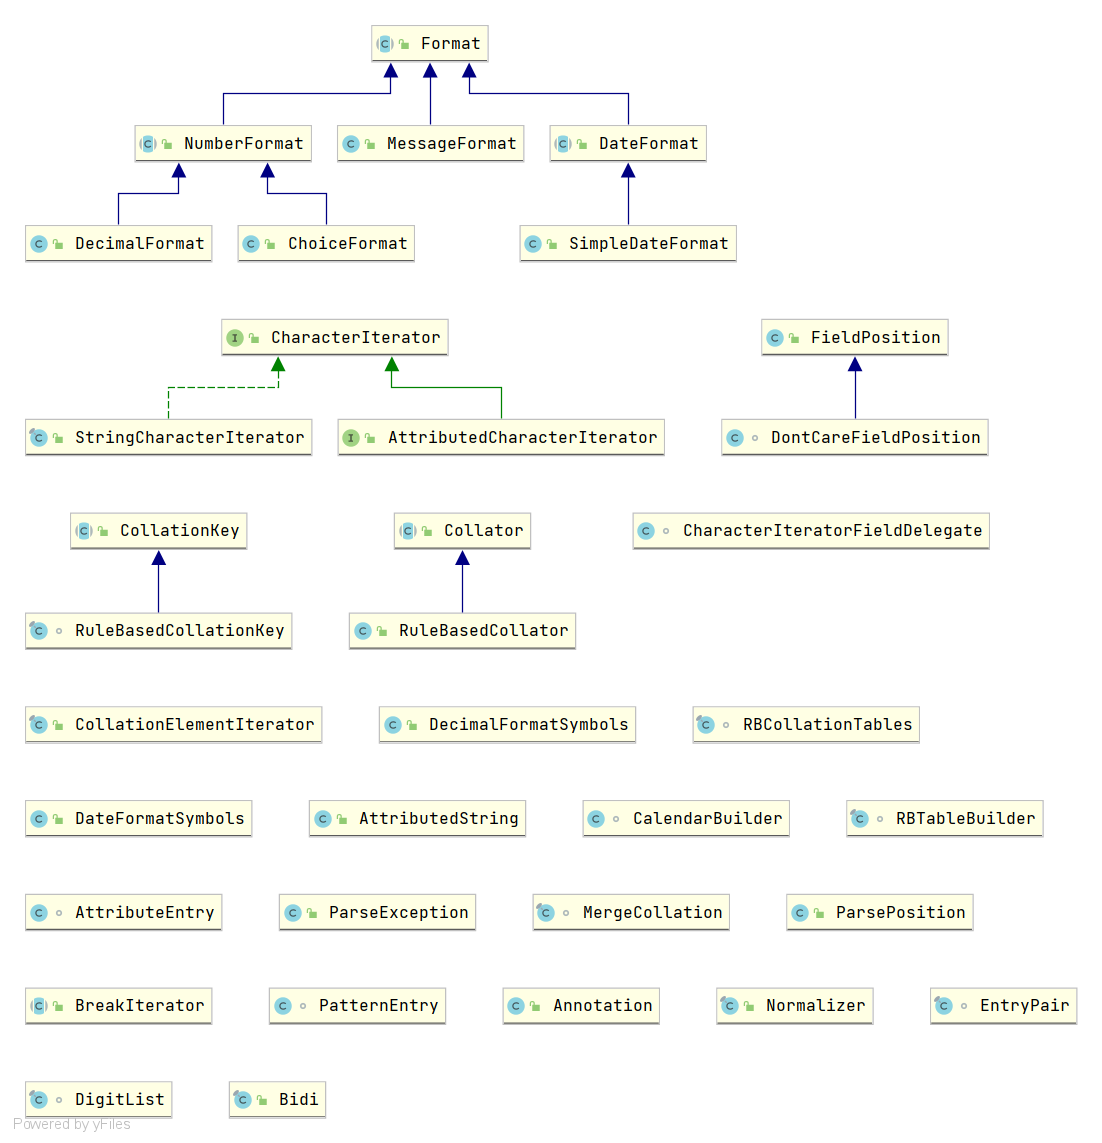 Format
NumberFormat MessageFormat DateFormat
DecimalFormat ChoiceFormat SimpleDateFormat
CharacterIterator FieldPosition
StringCharacterIterator AttributedCharacterIterator DontCareFieldPosition
CollationKey Collator CharacterIteratorFieldDelegate
RuleBasedCollationKey RuleBasedCollator
CollationElementIterator DecimalFormatSymbols RBCollationTables
DateFormatSymbols AttributedString CalendarBuilder RBTableBuilder
AttributeEntry ParseException MergeCollation ParsePosition
BreakIterator PatternEntry Annotation Normalizer EntryPair
DigitList Bidi
Powered by yFiles